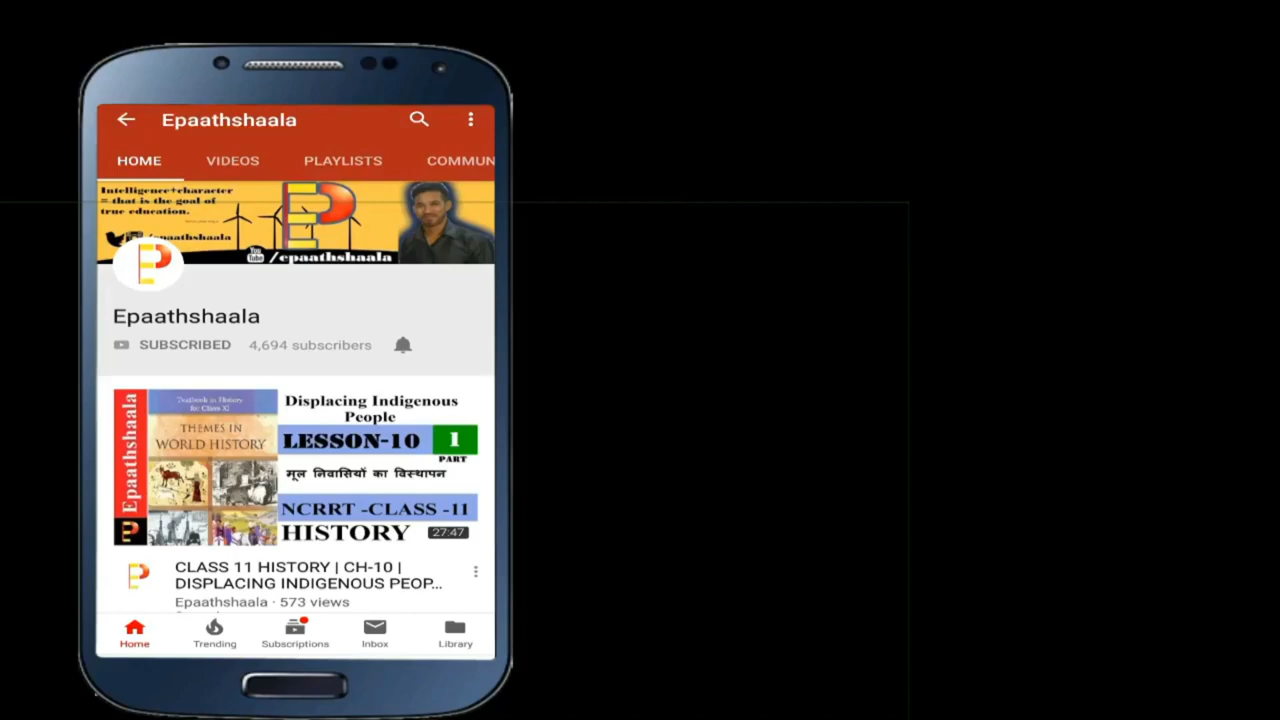 Epaathshaala
HOME VIDEOS PLAYLISTS COMMUN
Intelligence+character
= that is the goal of
true education.
/epaathshaala
You
Tube /epaathshaala
Epaathshaala
SUBSCRIBED 4,694 subscribers
Epaathshaala
Textbook in History
for Class XI
THEMES IN
WORLD HISTORY
Displacing Indigenous
People
LESSON-10 1
PART
मूल निवासियों का विस्थापन
NCRRT -CLASS -11
HISTORY 27:47
CLASS 11 HISTORY | CH-10 |
DISPLACING INDIGENOUS PEOP...
Epaathshaala · 573 views
Home Trending Subscriptions Inbox Library